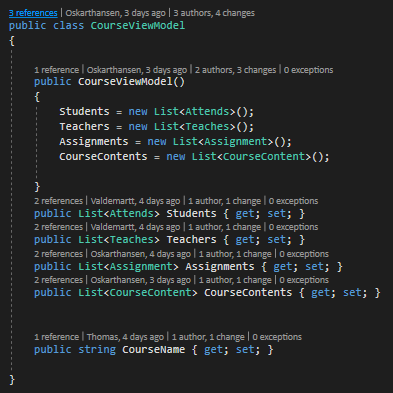 3 references | Oskarthansen, 3 days ago | 3 authors, 4 changes
public class CourseViewModel
{
1 reference | Oskarthansen, 3 days ago | 2 authors, 3 changes | 0 exceptions
public CourseViewModel()
{
Students = new List<Attends>();
Teachers = new List<Teaches>();
Assignments = new List<Assignment>();
CourseContents = new List<CourseContent>();
}
2 references | Valdemartt, 4 days ago | 1 author, 1 change | 0 exceptions
public List<Attends> Students { get; set; }
2 references | Valdemartt, 4 days ago | 1 author, 1 change | 0 exceptions
public List<Teaches> Teachers { get; set; }
2 references | Oskarthansen, 4 days ago | 1 author, 1 change | 0 exceptions
public List<Assignment> Assignments { get; set; }
2 references | Oskarthansen, 3 days ago | 1 author, 1 change | 0 exceptions
public List<CourseContent> CourseContents { get; set; }
1 reference | Thomas, 4 days ago | 1 author, 1 change | 0 exceptions
public string CourseName { get; set; }
}